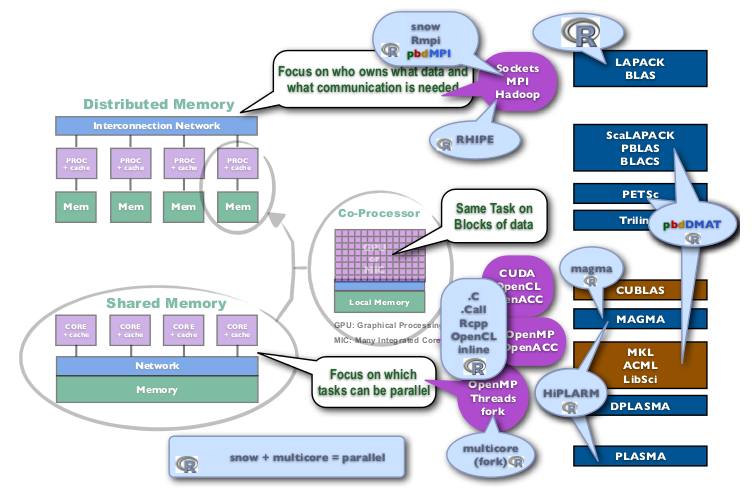 snow
Rmpi
pbdMPI
R
R
Focus on who owns what data and
what communication is needed
Sockets
MPI
Hadoop
LAPACK
BLAS
Distributed Memory
Interconnection Network
PROC
+ cache
PROC
+ cache
PROC
+ cache
PROC
+ cache
Mem
Mem
Mem
Mem
RHIPE
R
ScaLAPACK
PBLAS
BLACS
PETSc
pbdDMAT
R
Co-Processor
Same Task on
Blocks of data
GPU
or
MIC
Local Memory
GPU: Graphical Processing
MIC: Many Integrated Core
CUDA
OpenCL
OpenACC
OpenMP
OpenACC
.C
.Call
Rcpp
OpenCL
inline
R
magma
R
CUBLAS
MAGMA
MKL
ACML
LibSci
HiPLARM
R
DPLASMA
PLASMA
Shared Memory
CORE
+ cache
CORE
+ cache
CORE
+ cache
CORE
+ cache
Network
Memory
Focus on which
tasks can be parallel
OpenMP
Threads
fork
multicore
(fork) R
R snow + multicore = parallel